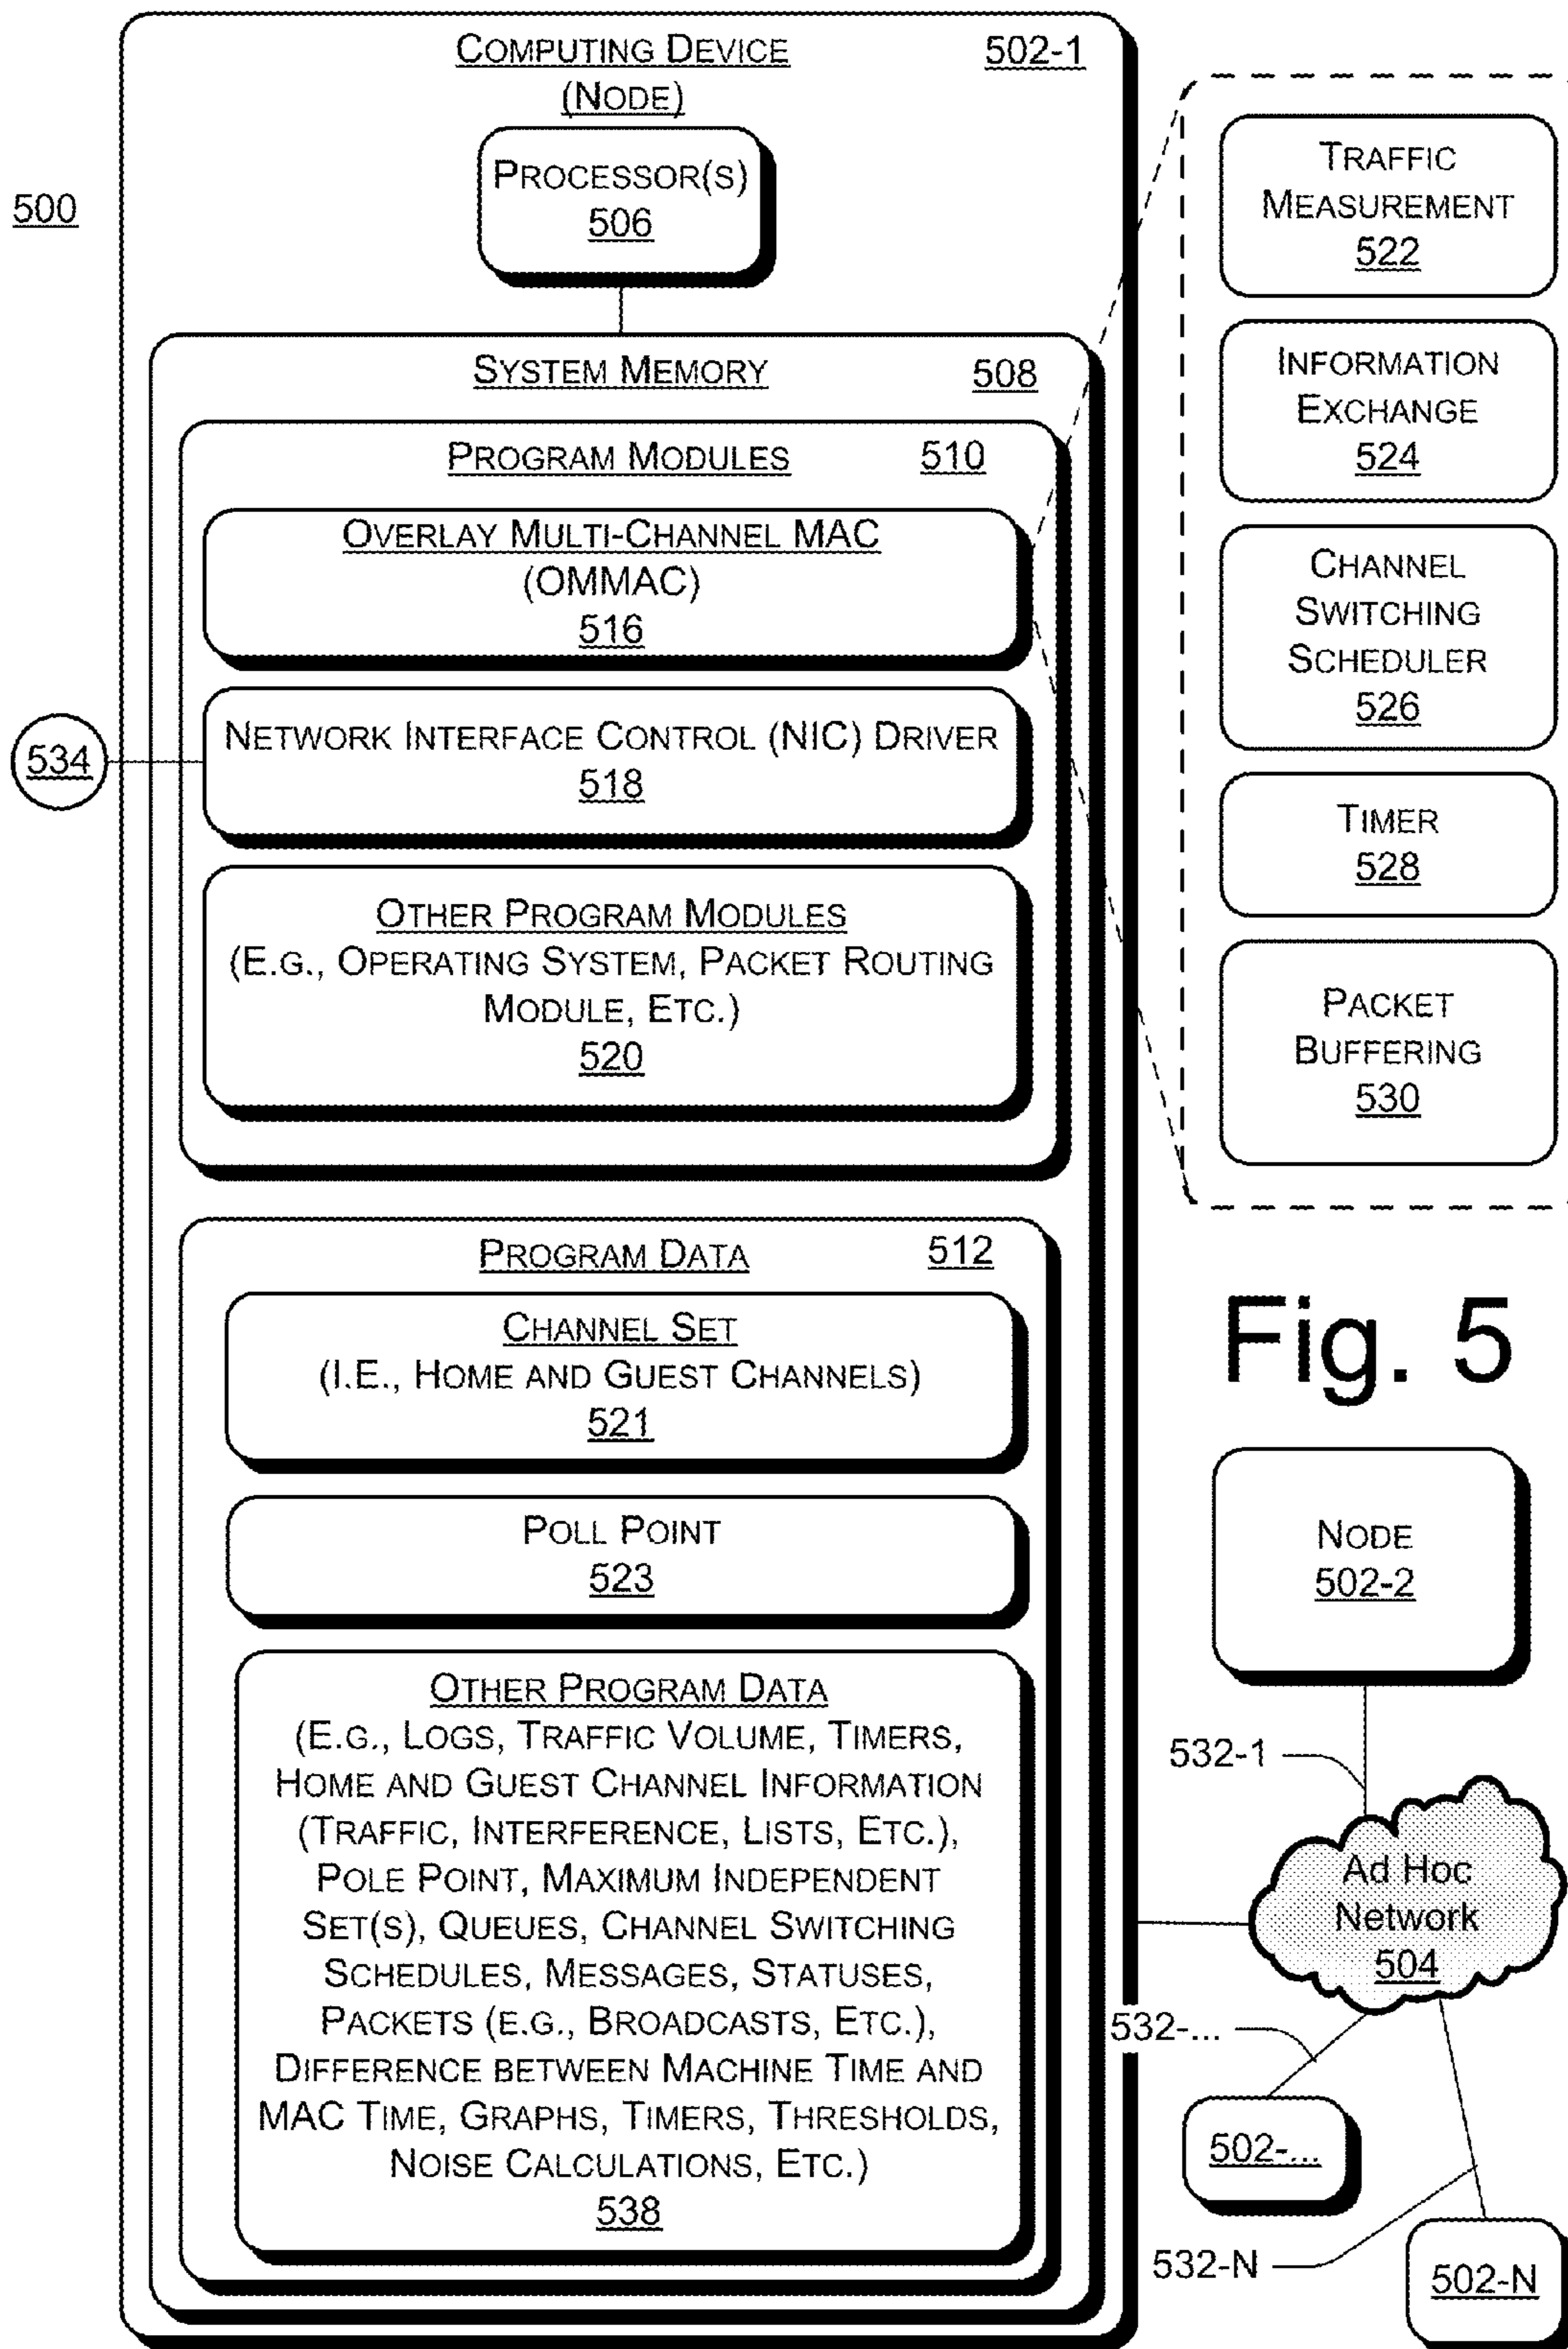 COMPUTING DEVICE 502-1
(NODE)
PROCESSOR(S)
506
500
SYSTEM MEMORY 508
PROGRAM MODULES 510
OVERLAY MULTI-CHANNEL MAC
(OMMAC)
516
NETWORK INTERFACE CONTROL (NIC) DRIVER
518
534
OTHER PROGRAM MODULES
(E.G., OPERATING SYSTEM, PACKET ROUTING
MODULE, ETC.)
520
PROGRAM DATA 512
CHANNEL SET
(I.E., HOME AND GUEST CHANNELS)
521
POLL POINT
523
OTHER PROGRAM DATA
(E.G., LOGS, TRAFFIC VOLUME, TIMERS,
HOME AND GUEST CHANNEL INFORMATION
(TRAFFIC, INTERFERENCE, LISTS, ETC.),
POLE POINT, MAXIMUM INDEPENDENT
SET(S), QUEUES, CHANNEL SWITCHING
SCHEDULES, MESSAGES, STATUSES,
PACKETS (E.G., BROADCASTS, ETC.),
DIFFERENCE BETWEEN MACHINE TIME AND
MAC TIME, GRAPHS, TIMERS, THRESHOLDS,
NOISE CALCULATIONS, ETC.)
538
TRAFFIC
MEASUREMENT
522
INFORMATION
EXCHANGE
524
CHANNEL
SWITCHING
SCHEDULER
526
TIMER
528
PACKET
BUFFERING
530
Fig. 5
NODE
502-2
532-1
Ad Hoc
Network
504
532-...
502-...
532-N
502-N